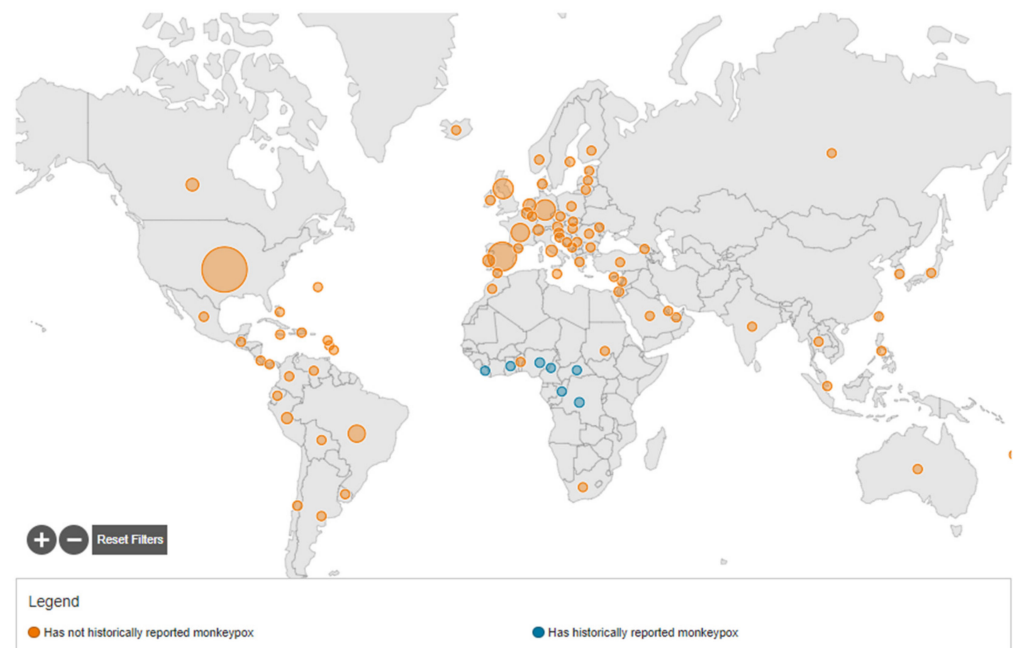 Reset Filters
Legend
Has not historically reported monkeypox
Has historically reported monkeypox